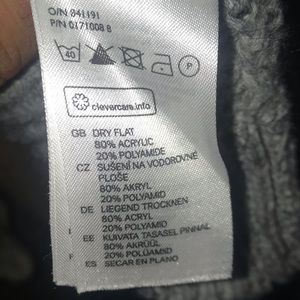 O/N 841191
P/N 0171008 8
40
P
clevercare.info
GB DRY FLAT
80% ACRYLIC
20% POLYAMIDE
CZ SUŠENÍ NA VODOROVNÉ
PLOŠE
80% AKRYL
20% POLYAMID
DE LIEGEND TROCKNEN
80% ACRYL
20% POLYAMID
EE KUIVATA TASASEL PINNAL
80% AKRÜÜL
20% POLÜAMIID
ES SECAR EN PLANO